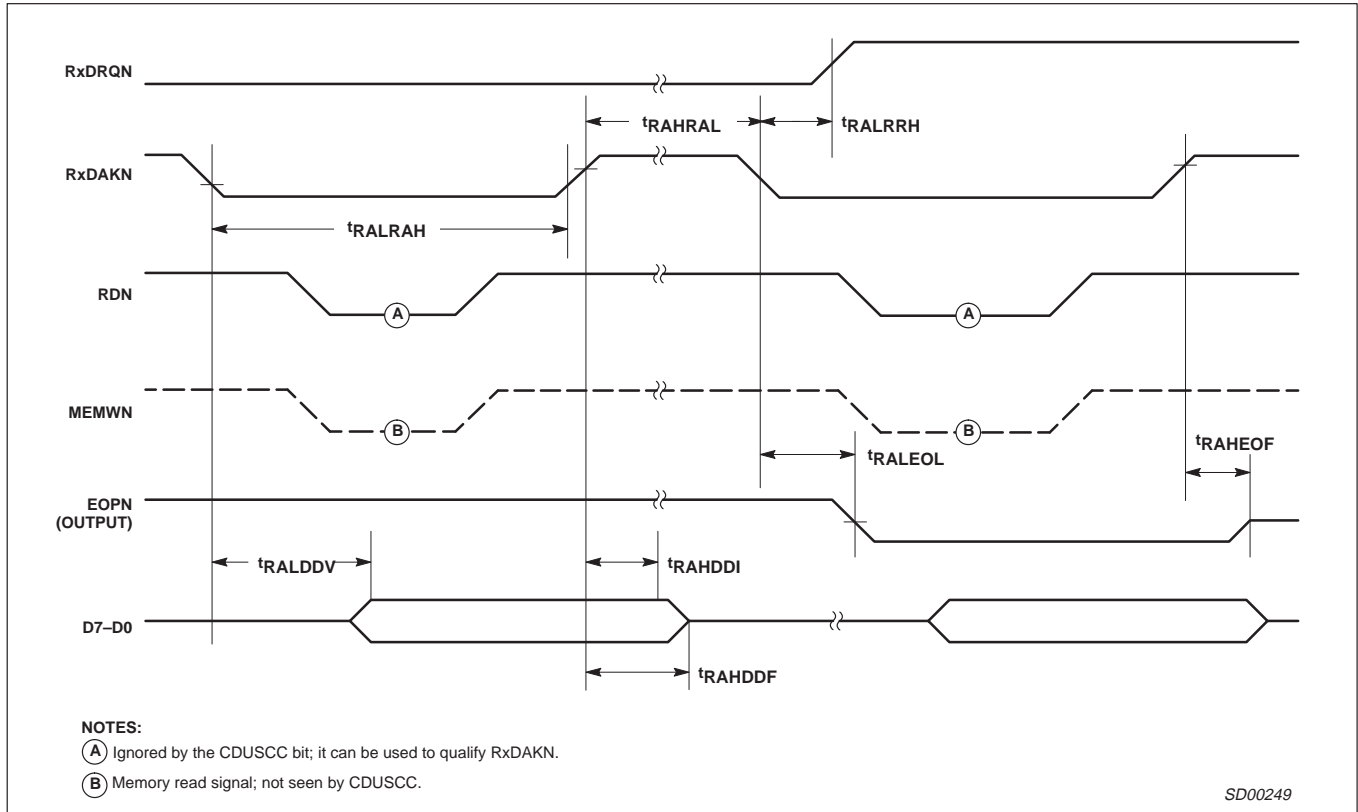 RxDRQN
tRAHRAL
tRALRRH
RxDAKN
tRALRAH
RDN
A
A
MEMWN
B
B
tRAHEOF
tRALEOL
EOPN
(OUTPUT)
tRALDDV
tRAHDDI
D7–D0
tRAHDDF
NOTES:
A Ignored by the CDUSCC bit; it can be used to qualify RxDAKN.
B Memory read signal; not seen by CDUSCC.
SD00249